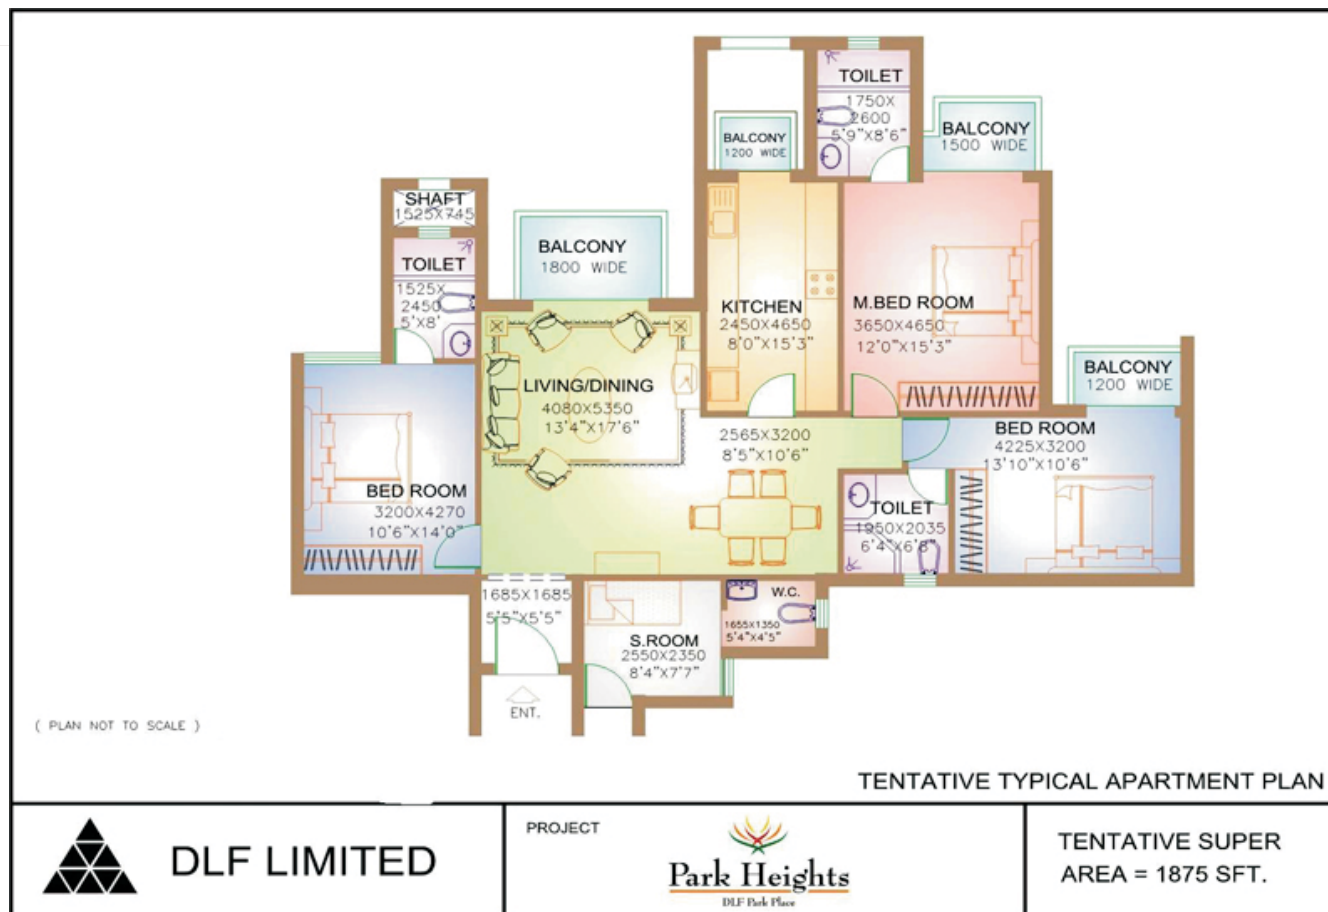 TOILET
1750X
2600
5'9"X8'6"
BALCONY
1200 WIDE
BALCONY
1500 WIDE
SHAFT
1525X745
TOILET
1525X
2450
5'X8'
BALCONY
1800 WIDE
KITCHEN
2450X4650
8'0"X15'3"
M.BED ROOM
3650X4650
12'0"X15'3"
BALCONY
1200 WIDE
LIVING/DINING
4080X5350
13'4"X17'6"
2565X3200
8'5"X10'6"
BED ROOM
4225X3200
13'10"X10'6"
BED ROOM
3200X4270
10'6"X14'0"
TOILET
1950X2035
6'4"X6'8"
1685X1685
5'5"X5'5"
S.ROOM
2550X2350
8'4"X7'7"
W.C.
1655X1350
5'4"X4'5"
ENT.
( PLAN NOT TO SCALE )
TENTATIVE TYPICAL APARTMENT PLAN
DLF LIMITED
PROJECT
Park Heights
DLF Park Place
TENTATIVE SUPER
AREA = 1875 SFT.